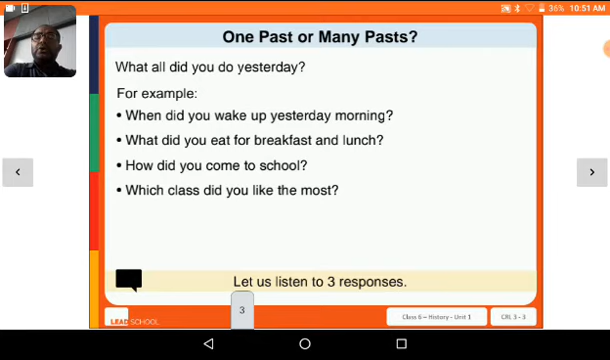 36% 10:51 AM
One Past or Many Pasts?
What all did you do yesterday?
For example:
• When did you wake up yesterday morning?
• What did you eat for breakfast and lunch?
• How did you come to school?
• Which class did you like the most?
Let us listen to 3 responses.
3
LEAD SCHOOL
Class 6 – History - Unit 1
CRL 3 - 3